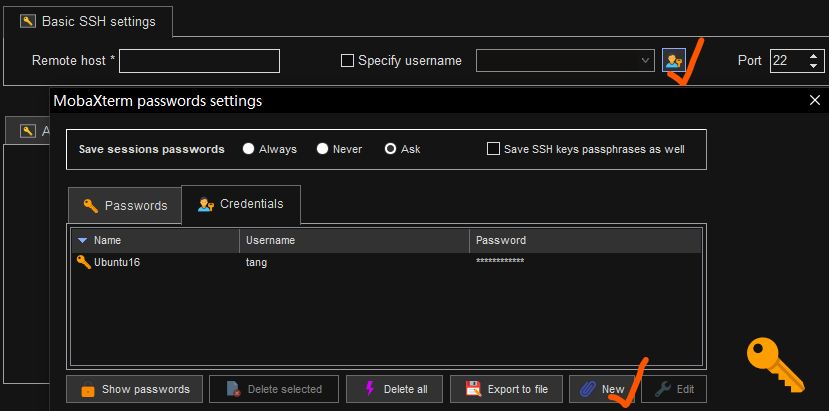 Basic SSH settings
Remote host * Specify username Port 22
MobaXterm passwords settings
A
Save sessions passwords Always Never Ask Save SSH keys passphrases as well
Passwords Credentials
Name Username Password
Ubuntu16 tang ************
Show passwords Delete selected Delete all Export to file New Edit